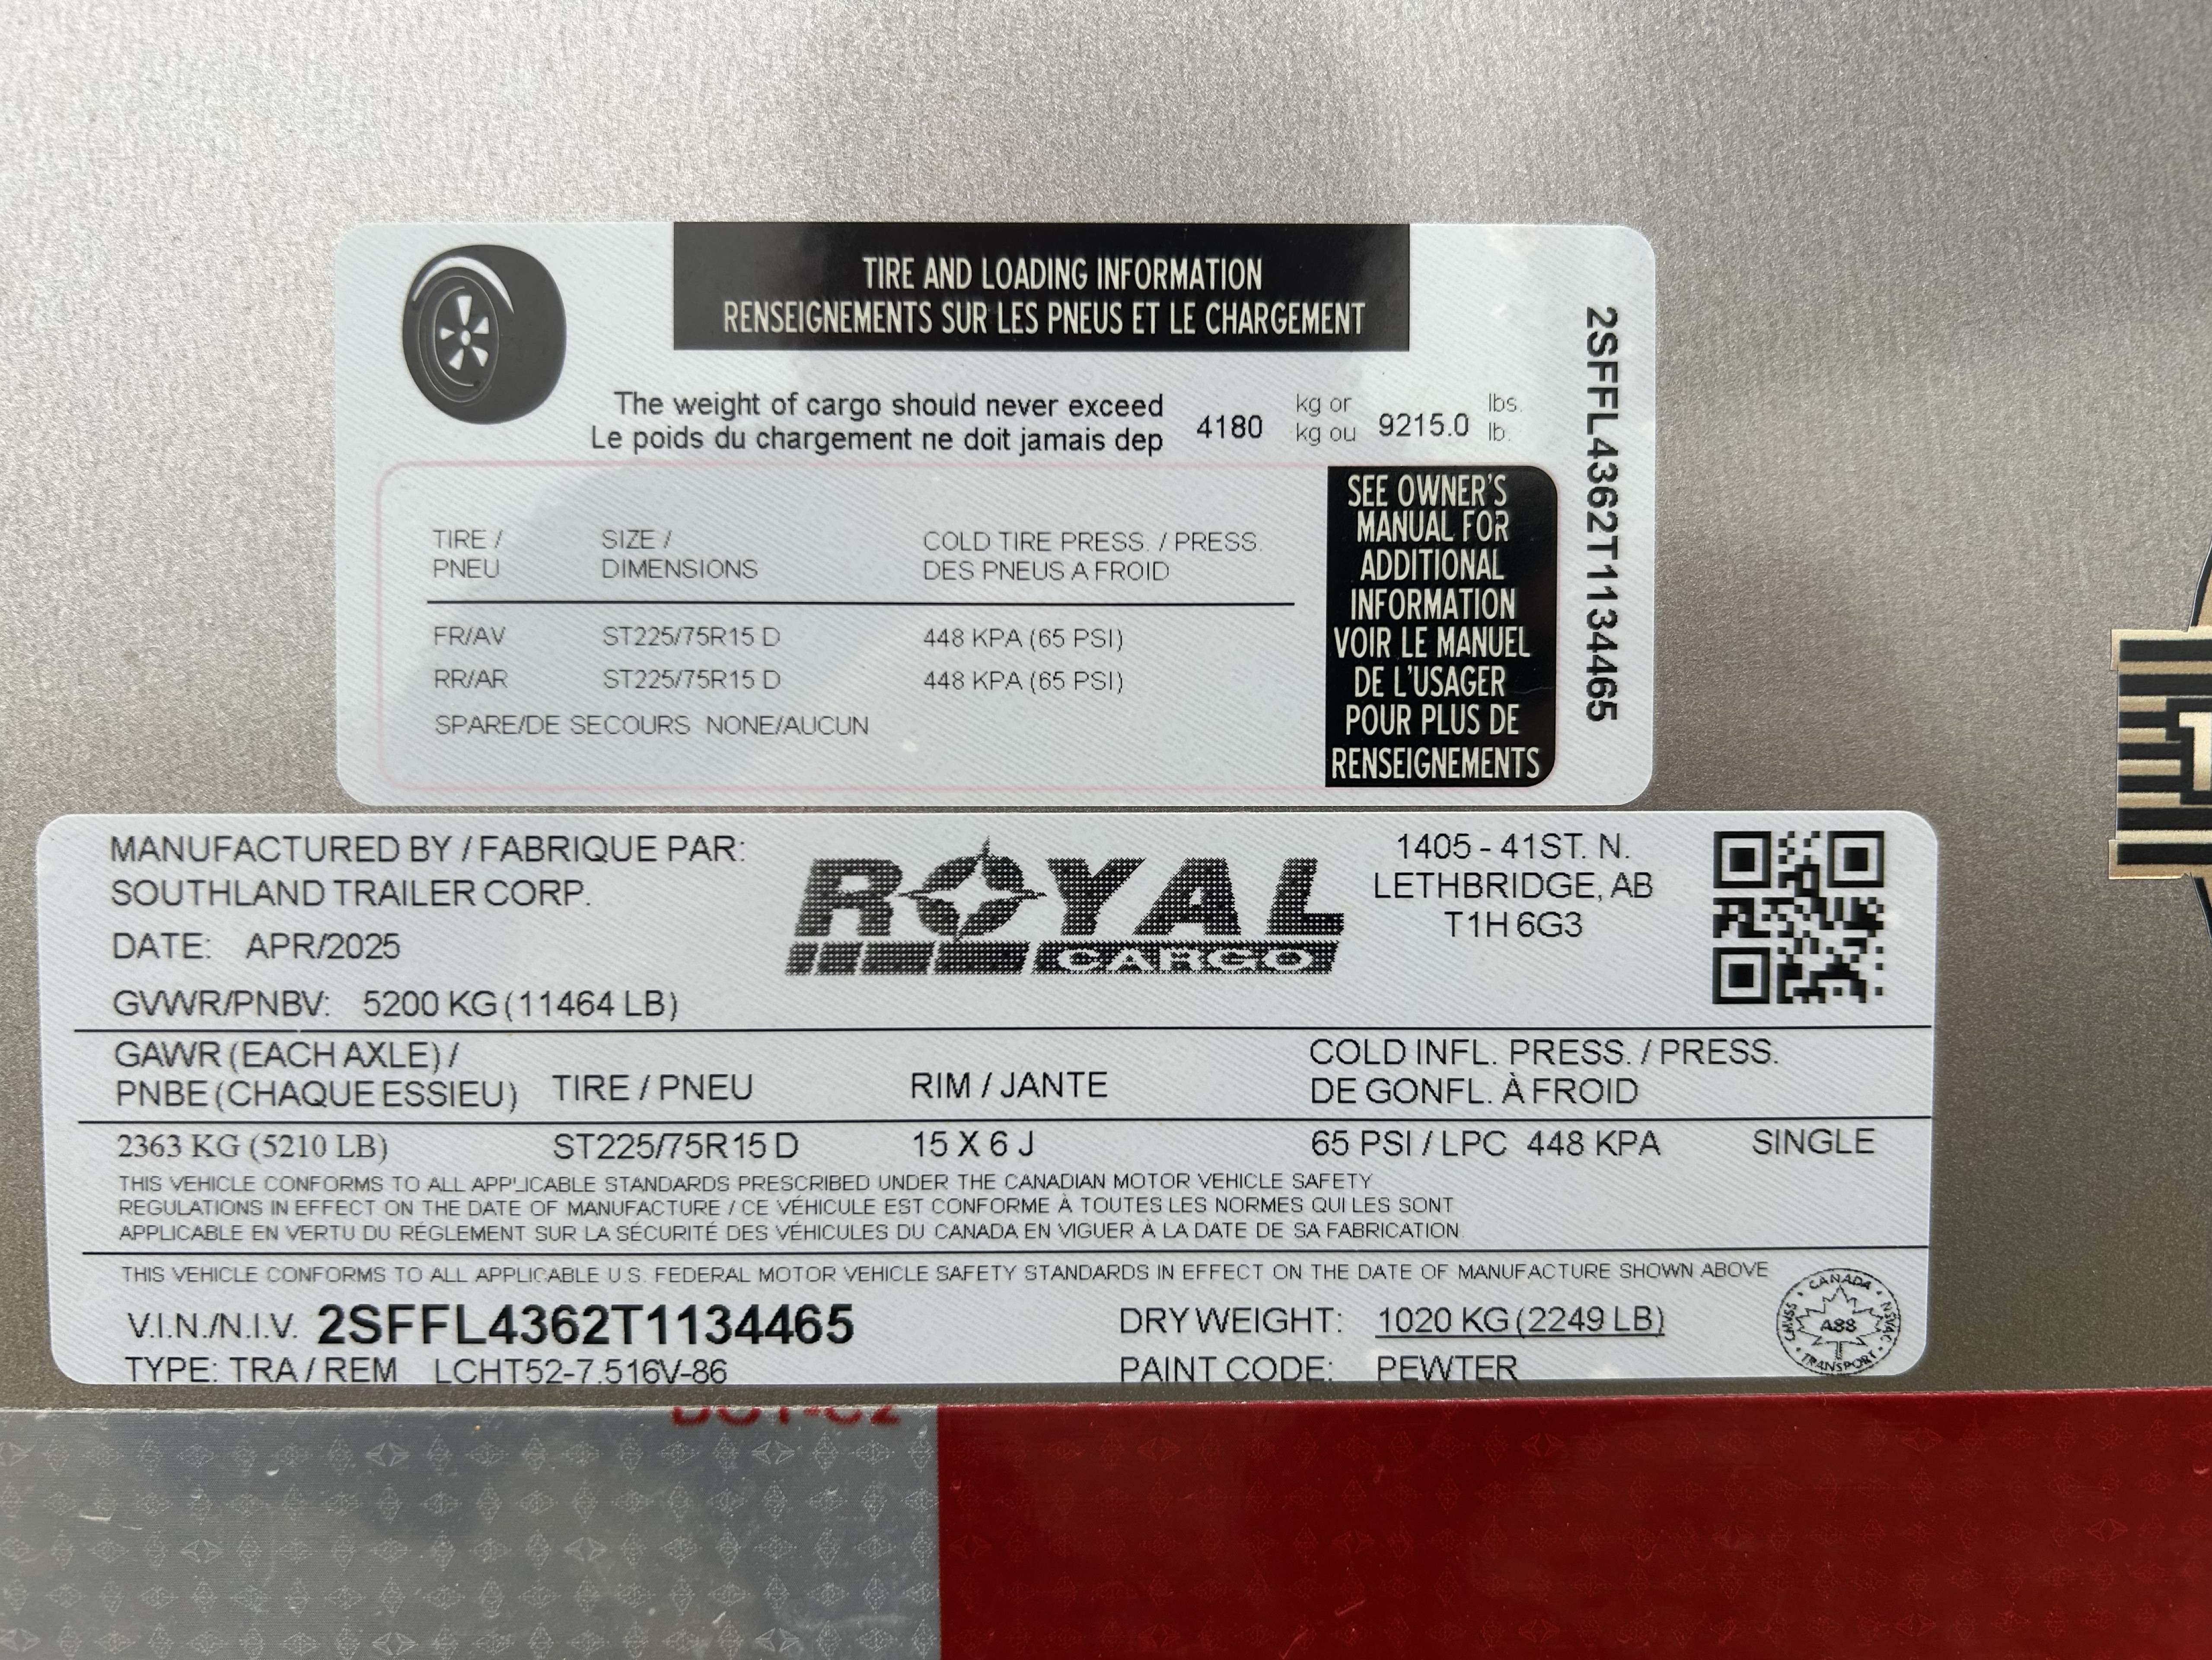 TIRE AND LOADING INFORMATION
RENSEIGNEMENTS SUR LES PNEUS ET LE CHARGEMENT
The weight of cargo should never exceed 4180 kg or 9215.0 lbs.
Le poids du chargement ne doit jamais dep kg ou lb.
2SFFL4362T1134465
TIRE / SIZE / COLD TIRE PRESS. / PRESS.
PNEU DIMENSIONS DES PNEUS A FROID
FR/AV ST225/75R15 D 448 KPA (65 PSI)
RR/AR ST225/75R15 D 448 KPA (65 PSI)
SPARE/DE SECOURS NONE/AUCUN
SEE OWNER'S
MANUAL FOR
ADDITIONAL
INFORMATION
VOIR LE MANUEL
DE L'USAGER
POUR PLUS DE
RENSEIGNEMENTS
MANUFACTURED BY / FABRIQUE PAR:
SOUTHLAND TRAILER CORP.
DATE: APR/2025
GVWR/PNBV: 5200 KG (11464 LB)
ROYAL
CARGO
1405 - 41ST. N.
LETHBRIDGE, AB
T1H 6G3
GAWR (EACH AXLE) /
PNBE (CHAQUE ESSIEU) TIRE / PNEU RIM / JANTE
COLD INFL. PRESS. / PRESS.
DE GONFL. À FROID
2363 KG (5210 LB) ST225/75R15 D 15 X 6 J 65 PSI / LPC 448 KPA SINGLE
THIS VEHICLE CONFORMS TO ALL APPLICABLE STANDARDS PRESCRIBED UNDER THE CANADIAN MOTOR VEHICLE SAFETY
REGULATIONS IN EFFECT ON THE DATE OF MANUFACTURE / CE VÉHICULE EST CONFORME À TOUTES LES NORMES QUI LES SONT
APPLICABLE EN VERTU DU RÉGLEMENT SUR LA SÉCURITÉ DES VÉHICULES DU CANADA EN VIGUER À LA DATE DE SA FABRICATION
THIS VEHICLE CONFORMS TO ALL APPLICABLE U.S. FEDERAL MOTOR VEHICLE SAFETY STANDARDS IN EFFECT ON THE DATE OF MANUFACTURE SHOWN ABOVE
V.I.N./N.I.V. 2SFFL4362T1134465 DRY WEIGHT: 1020 KG (2249 LB)
TYPE: TRA / REM LCHT52-7.516V-86 PAINT CODE: PEWTER
CANADA
CMVSS A88 NSVAC
TRANSPORT